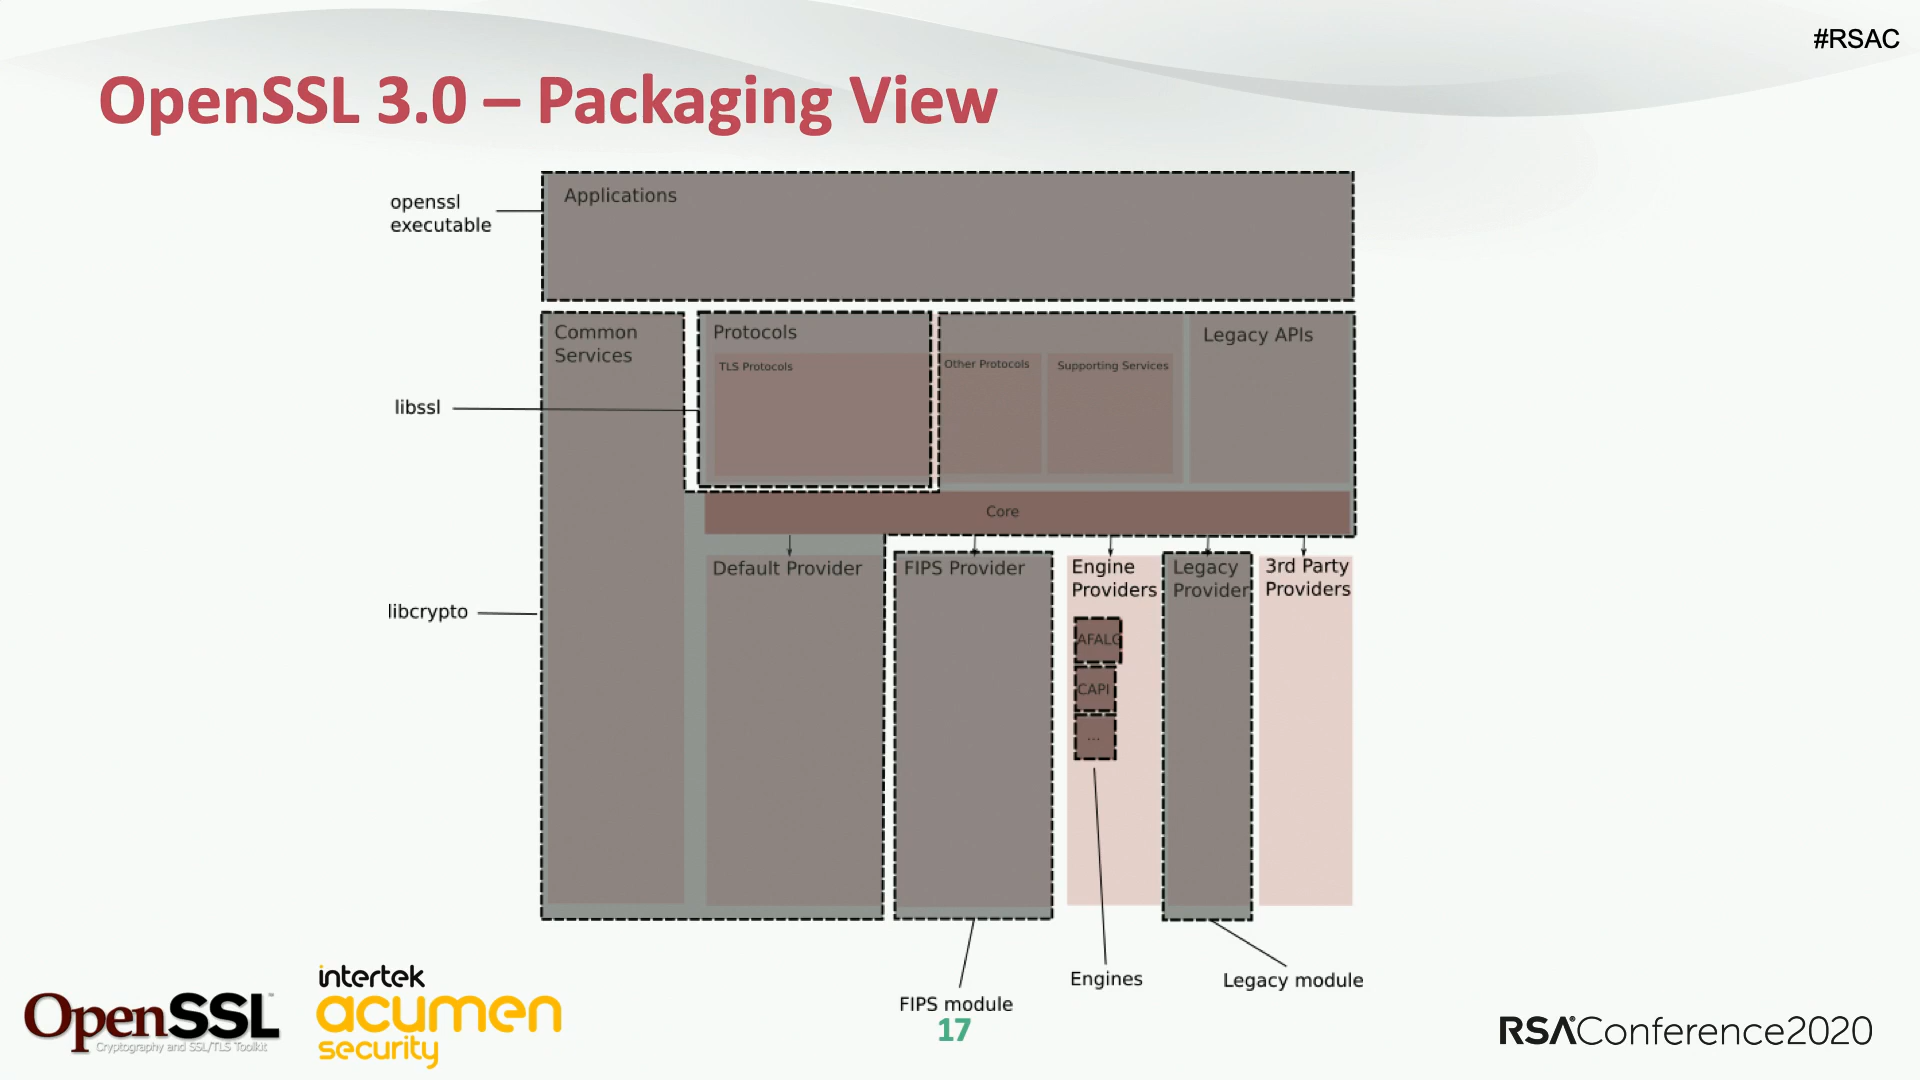 #RSAC
OpenSSL 3.0 – Packaging View
openssl
executable
Applications
Common
Services
Protocols
TLS Protocols
Other Protocols
Supporting Services
Legacy APIs
libssl
Core
Default Provider
FIPS Provider
Engine
Providers
Legacy
Provider
3rd Party
Providers
libcrypto
AFALG
CAPI
...
Engines
Legacy module
FIPS module
17
OpenSSL™
Cryptography and SSL/TLS Toolkit
intertek
acumen
security
RSAConference2020